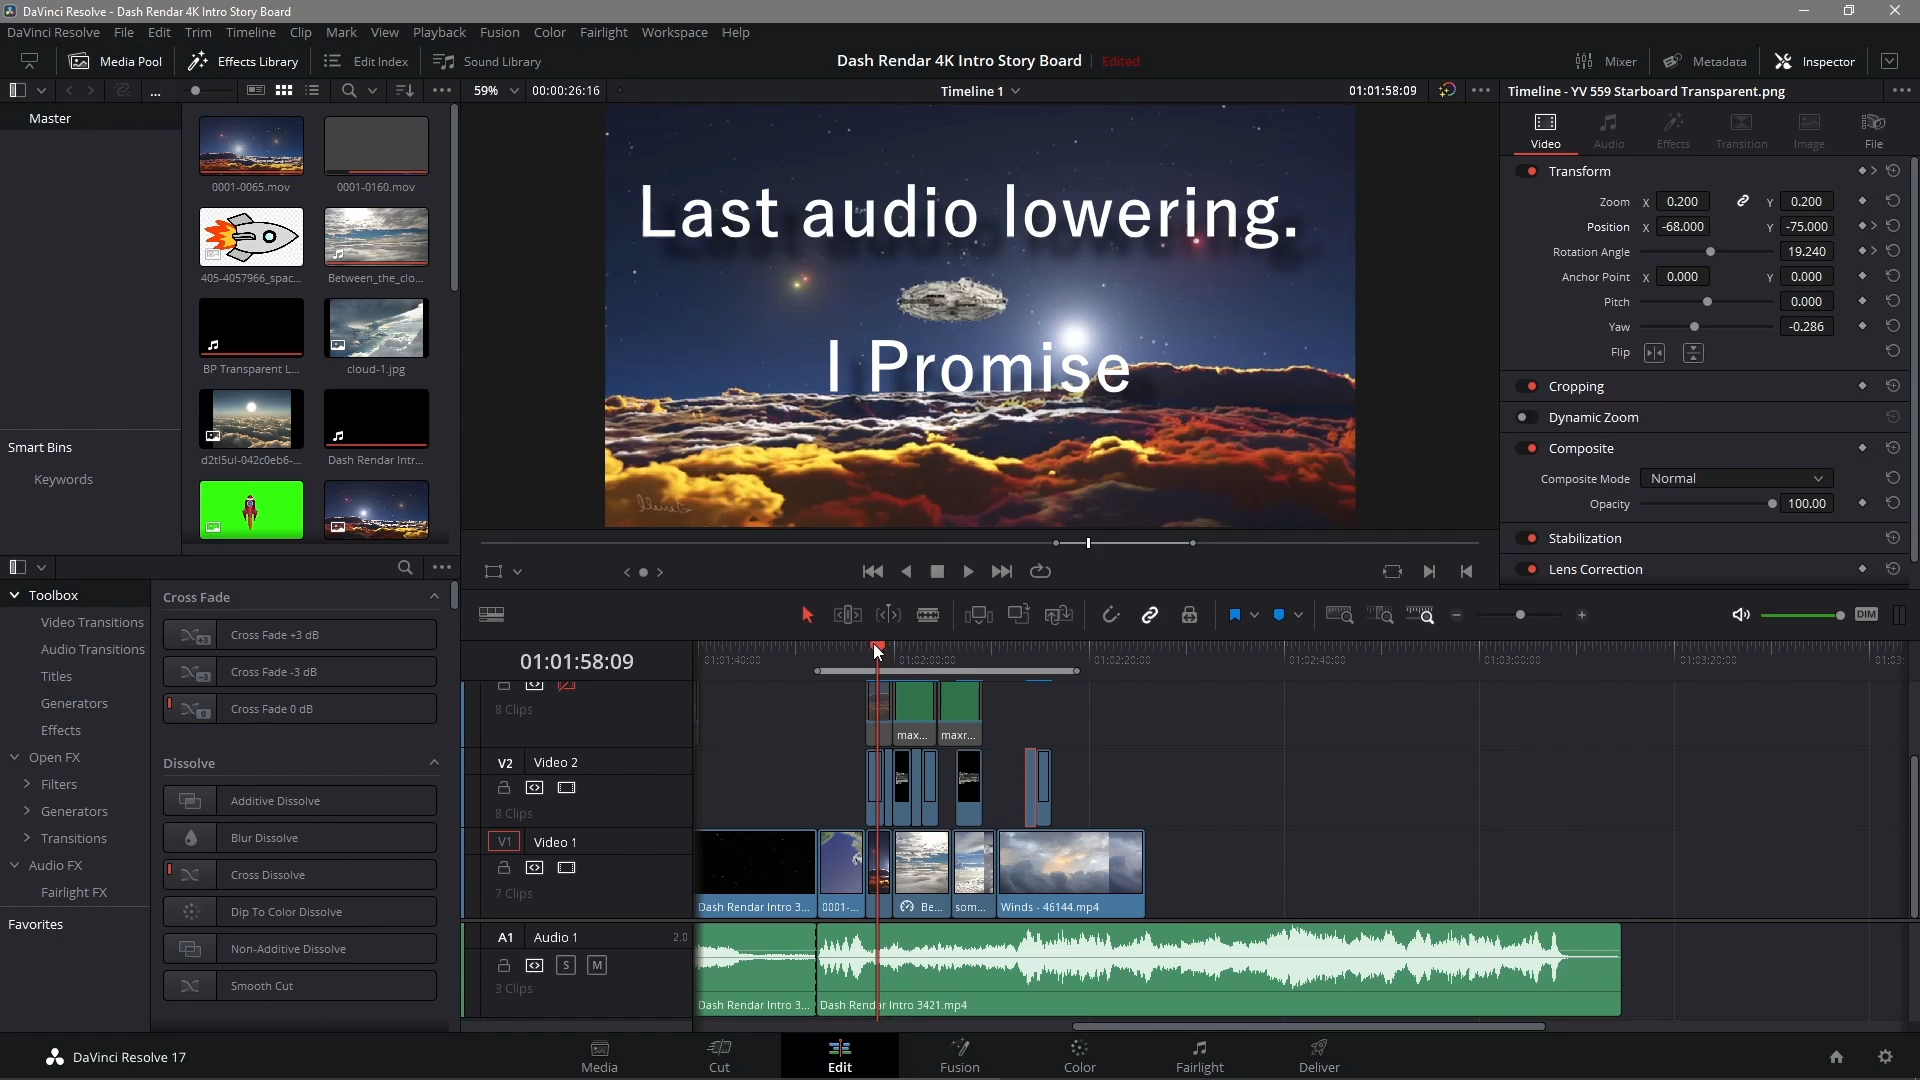 DaVinci Resolve - Dash Rendar 4K Intro Story Board
DaVinci Resolve File Edit Trim Timeline Clip Mark View Playback Fusion Color Fairlight Workspace Help
Media Pool Effects Library Edit Index Sound Library Dash Rendar 4K Intro Story Board Edited Mixer Metadata Inspector
... 59% 00:00:26:16 Timeline 1 01:01:58:09 Timeline - YV 559 Starboard Transparent.png
Master
0001-0065.mov 0001-0160.mov
405-4057966_spac... Between_the_clo...
BP Transparent L... cloud-1.jpg
d2tl5ul-042c0eb6-... Dash Rendar Intr...
Smart Bins
Keywords
Last audio lowering.
I Promise
Video Audio Effects Transition Image File
Transform
Zoom X 0.200 Y 0.200
Position X -68.000 Y -75.000
Rotation Angle 19.240
Anchor Point X 0.000 Y 0.000
Pitch 0.000
Yaw -0.286
Flip
Cropping
Dynamic Zoom
Composite
Composite Mode Normal
Opacity 100.00
Stabilization
Lens Correction
Toolbox
Video Transitions
Audio Transitions
Titles
Generators
Effects
Open FX
Filters
Generators
Transitions
Audio FX
Fairlight FX
Favorites
Cross Fade
+3 Cross Fade +3 dB
-3 Cross Fade -3 dB
0 Cross Fade 0 dB
Dissolve
Additive Dissolve
Blur Dissolve
Cross Dissolve
Dip To Color Dissolve
Non-Additive Dissolve
Smooth Cut
DIM
01:01:58:09 01:01:40:00 01:02:00:00 01:02:20:00 01:02:40:00 01:03:00:00 01:03:20:00 01:03:
8 Clips max... maxr...
V2 Video 2
8 Clips
V1 Video 1
7 Clips
Dash Rendar Intro 3... 0001-... Be... som... Winds - 46144.mp4
A1 Audio 1 2.0
S M
3 Clips
Dash Rendar Intro 3... Dash Rendar Intro 3421.mp4
DaVinci Resolve 17 Media Cut Edit Fusion Color Fairlight Deliver